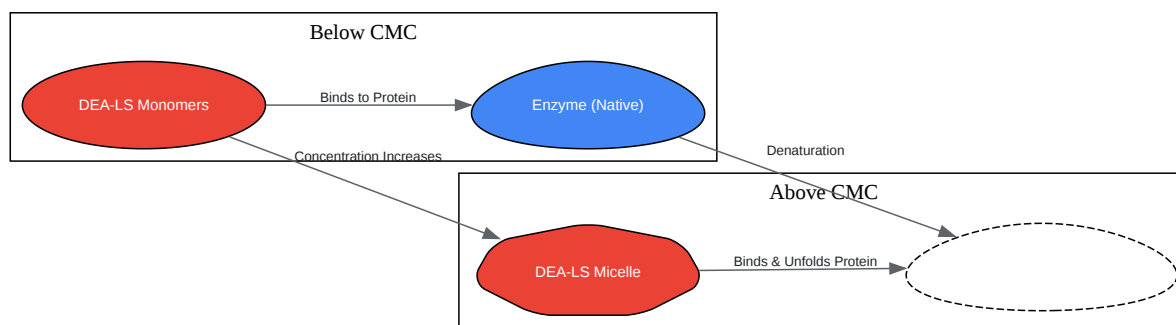 Below CMC
DEA-LS Monomers
Binds to Protein
Enzyme (Native)
Concentration Increases
Denaturation
Above CMC
DEA-LS Micelle
Binds & Unfolds Protein